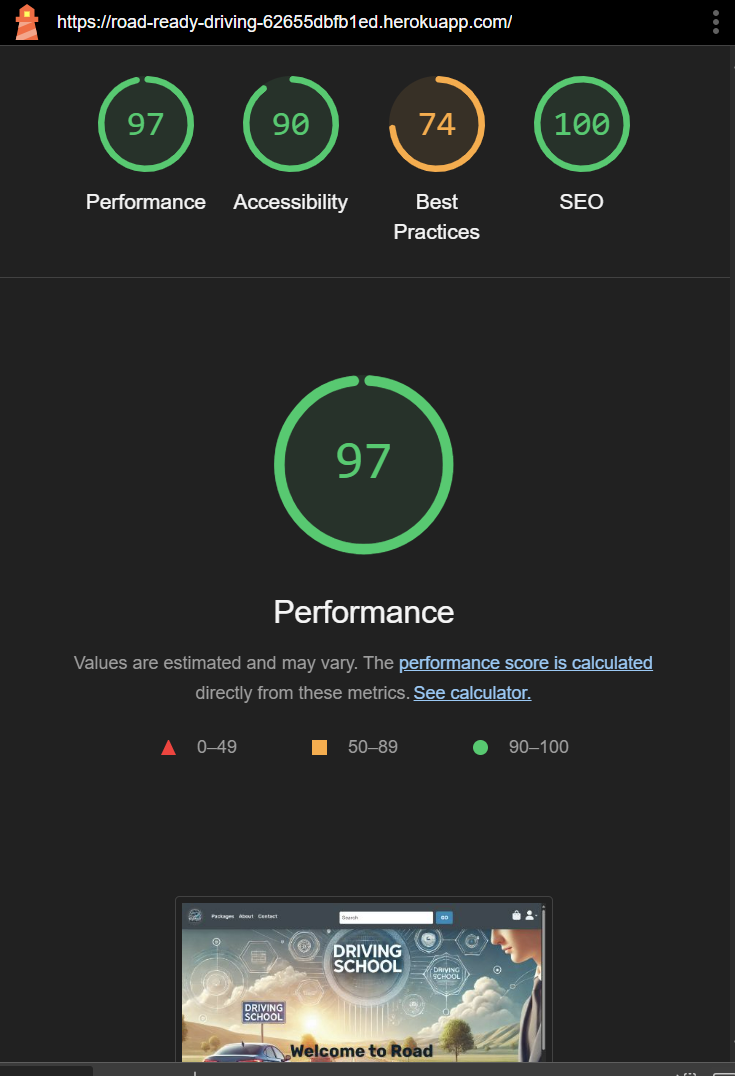 https://road-ready-driving-62655dbfb1ed.herokuapp.com/
97
90
74
100
Performance
Accessibility
Best
Practices
SEO
97
Performance
Values are estimated and may vary. The performance score is calculated
directly from these metrics. See calculator.
0–49
50–89
90–100
Packages About Contact
Search
GO
DRIVING
SCHOOL
DRIVING
SCHOOL
DRIVING
SCHOOL
Welcome to Road